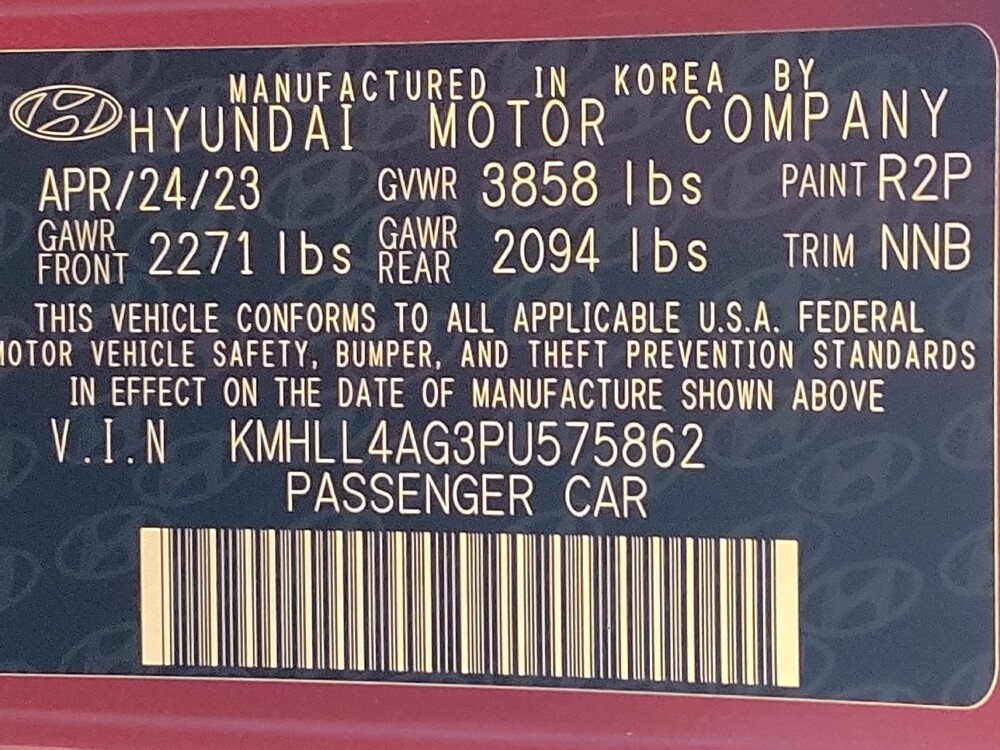 MANUFACTURED IN KOREA BY
HYUNDAI MOTOR COMPANY
APR/24/23 GVWR 3858 lbs PAINT R2P
GAWR FRONT 2271 lbs GAWR REAR 2094 lbs TRIM NNB
THIS VEHICLE CONFORMS TO ALL APPLICABLE U.S.A. FEDERAL
MOTOR VEHICLE SAFETY, BUMPER, AND THEFT PREVENTION STANDARDS
IN EFFECT ON THE DATE OF MANUFACTURE SHOWN ABOVE
V.I.N KMHLL4AG3PU575862
PASSENGER CAR